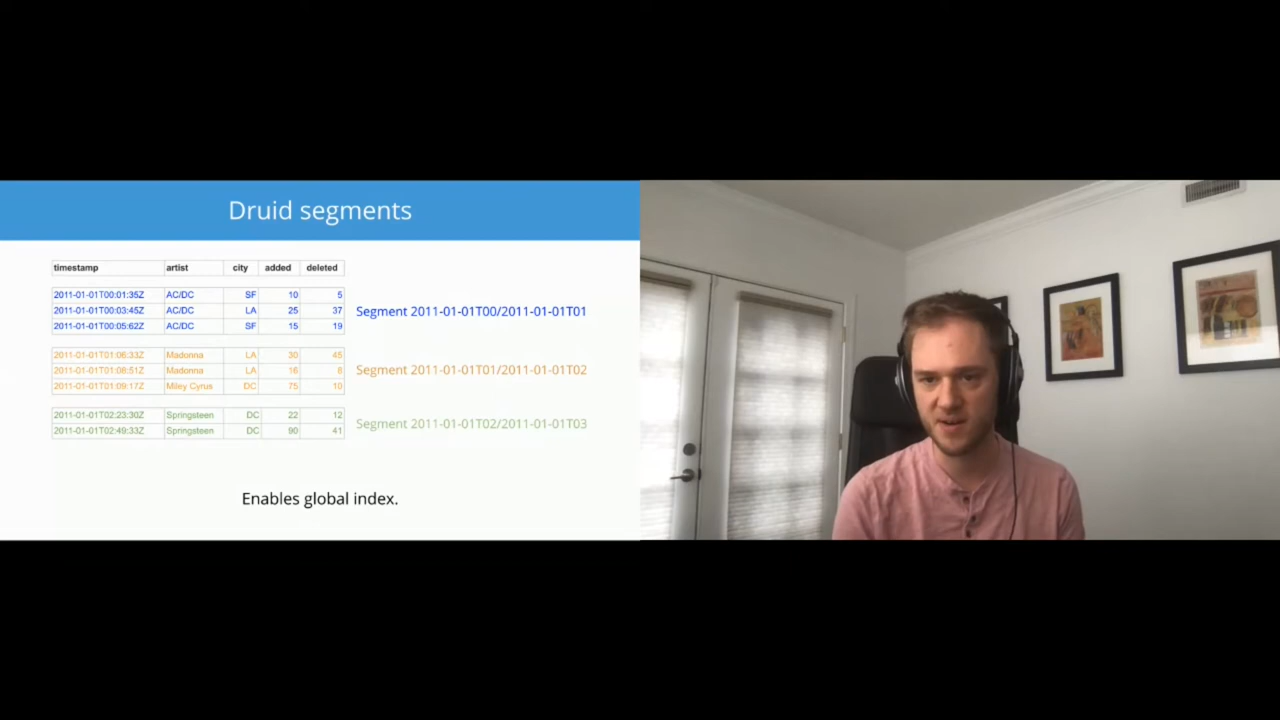 Druid segments
timestamp artist city added deleted
2011-01-01T00:01:35Z AC/DC SF 10 5
2011-01-01T00:03:45Z AC/DC LA 25 37
2011-01-01T00:05:62Z AC/DC SF 15 19
Segment 2011-01-01T00/2011-01-01T01
2011-01-01T01:06:33Z Madonna LA 30 45
2011-01-01T01:08:51Z Madonna LA 16 8
2011-01-01T01:09:17Z Miley Cyrus DC 75 10
Segment 2011-01-01T01/2011-01-01T02
2011-01-01T02:23:30Z Springsteen DC 22 12
2011-01-01T02:49:33Z Springsteen DC 90 41
Segment 2011-01-01T02/2011-01-01T03
Enables global index.